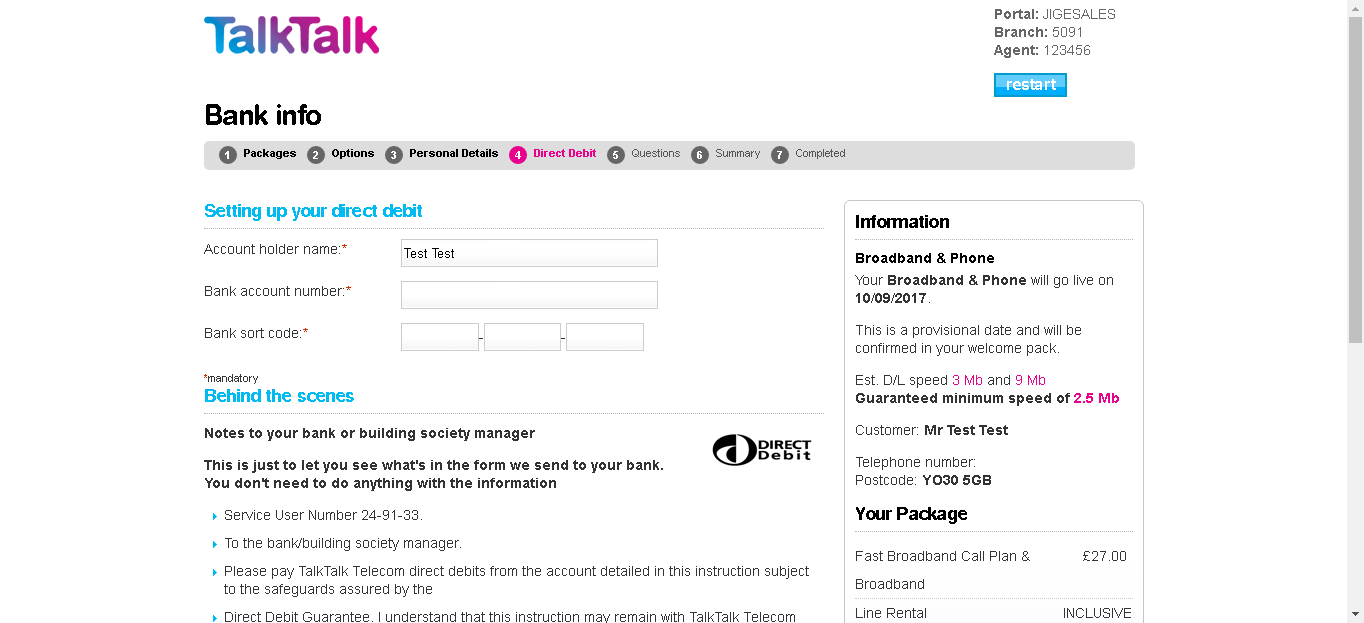 TalkTalk
Portal: JIGESALES
Branch: 5091
Agent: 123456
restart
Bank info
1 Packages 2 Options 3 Personal Details 4 Direct Debit 5 Questions 6 Summary 7 Completed
Setting up your direct debit
Account holder name:* Test Test
Bank account number:*
Bank sort code:* - -
*mandatory
Behind the scenes
Notes to your bank or building society manager
DIRECT
Debit
This is just to let you see what's in the form we send to your bank.
You don't need to do anything with the information
Service User Number 24-91-33.
To the bank/building society manager.
Please pay TalkTalk Telecom direct debits from the account detailed in this instruction subject
to the safeguards assured by the
Direct Debit Guarantee. I understand that this instruction may remain with TalkTalk Telecom
Information
Broadband & Phone
Your Broadband & Phone will go live on
10/09/2017.
This is a provisional date and will be
confirmed in your welcome pack.
Est. D/L speed 3 Mb and 9 Mb
Guaranteed minimum speed of 2.5 Mb
Customer: Mr Test Test
Telephone number:
Postcode: YO30 5GB
Your Package
Fast Broadband Call Plan & £27.00
Broadband
Line Rental INCLUSIVE